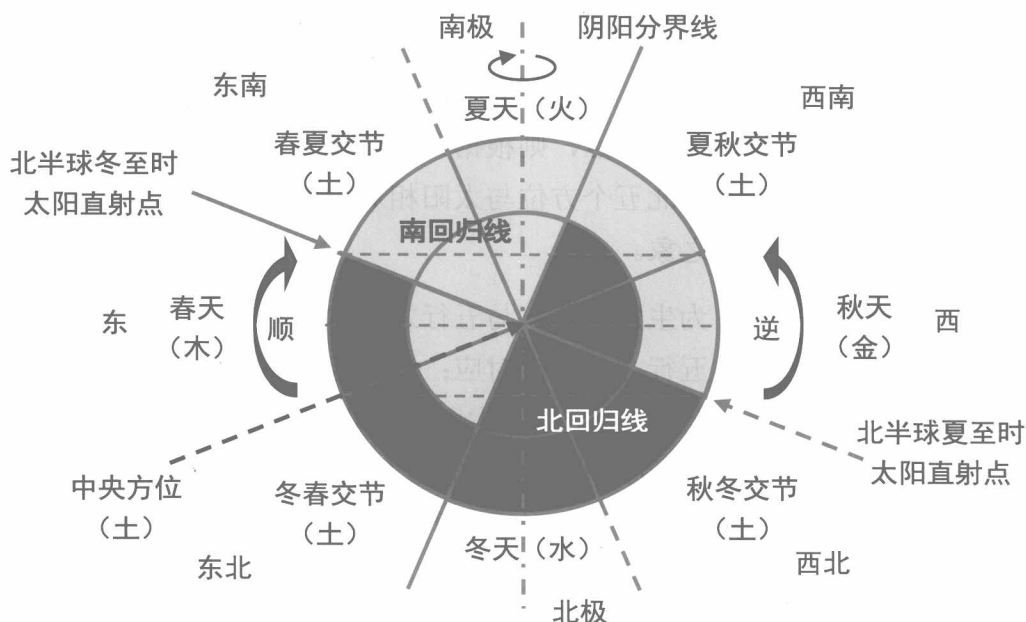 南极
阴阳分界线
东南
夏天（火）
西南
春夏交节
（土）
夏秋交节
（土）
北半球冬至时
太阳直射点
南回归线
东
春天
（木）
顺
逆
秋天
（金）
西
北回归线
北半球夏至时
太阳直射点
中央方位
（土）
冬春交节
（土）
秋冬交节
（土）
冬天（水）
东北
西北
北极